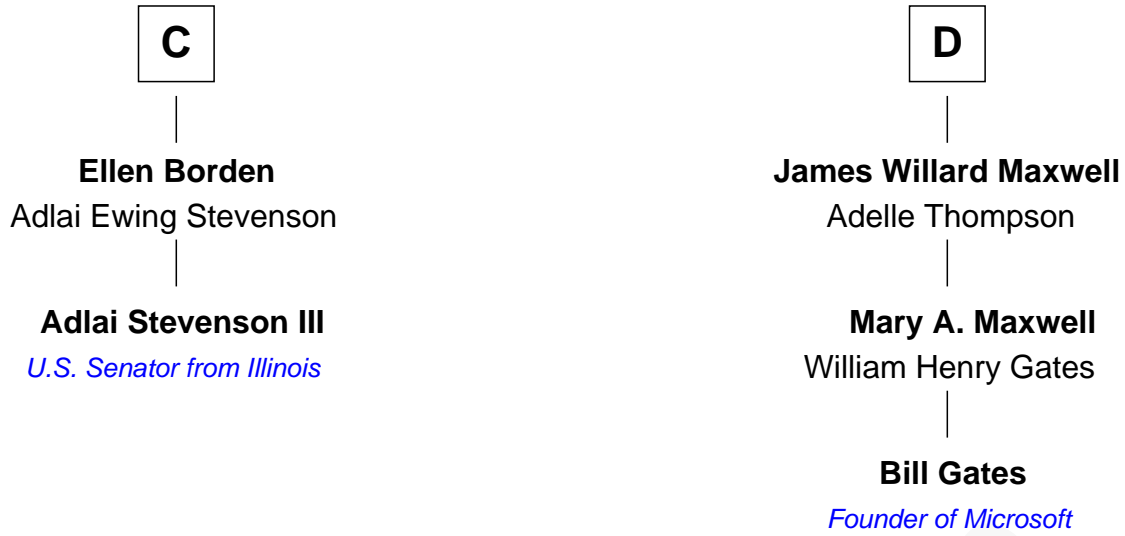 C
Ellen Borden
Adlai Ewing Stevenson
Adlai Stevenson III
U.S. Senator from Illinois
D
James Willard Maxwell
Adelle Thompson
Mary A. Maxwell
William Henry Gates
Bill Gates
Founder of Microsoft